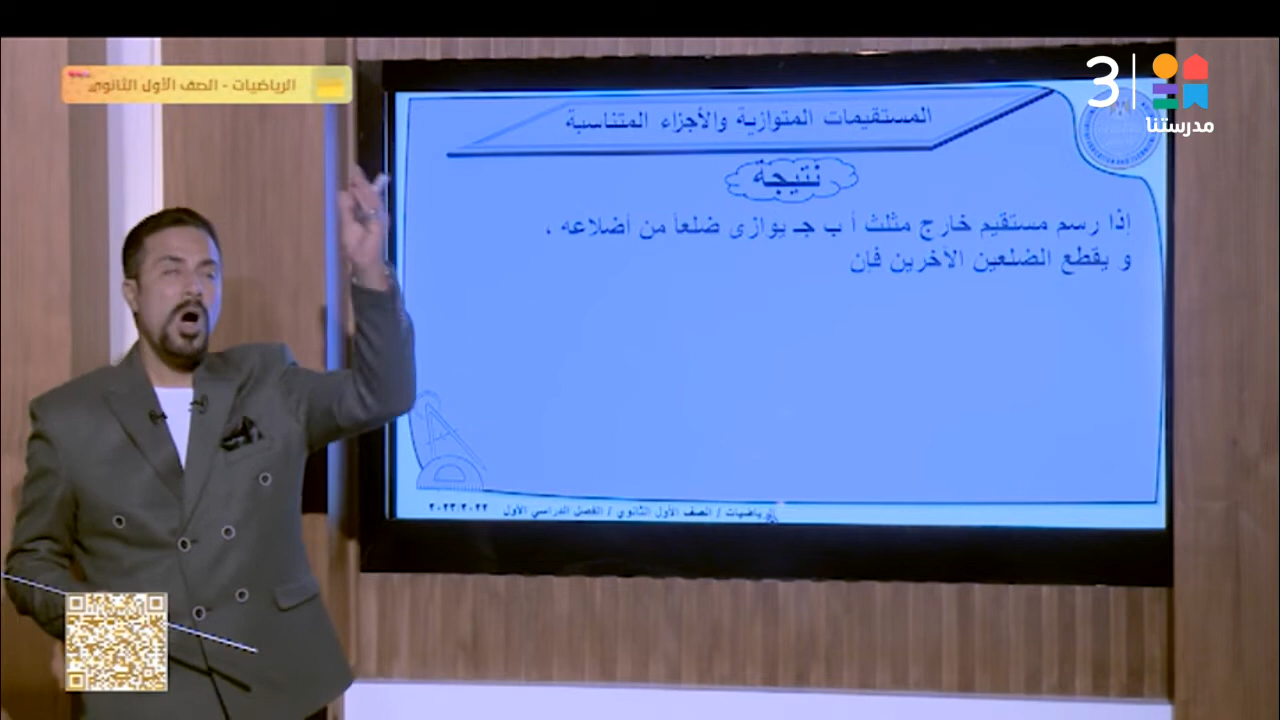 3
مدرستنا
الرياضيات - الصف الأول الثانوي
المستقيمات المتوازية والأجزاء المتناسبة
نتيجة
إذا رسم مستقيم خارج مثلث أ ب جـ يوازى ضلعاً من أضلاعه ،
و يقطع الضلعين الآخرين فإن
رياضيات / الصف الأول الثانوي / الفصل الدراسي الأول ٢٠٢٣/٢٠٢٢